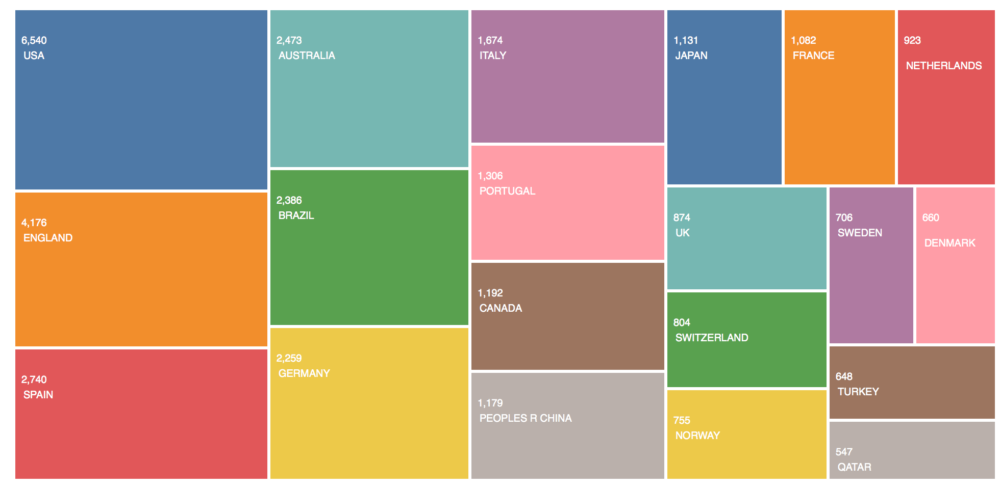 6,540
USA
4,176
ENGLAND
2,740
SPAIN
2,473
AUSTRALIA
2,386
BRAZIL
2,259
GERMANY
1,674
ITALY
1,306
PORTUGAL
1,192
CANADA
1,179
PEOPLES R CHINA
1,131
JAPAN
1,082
FRANCE
923
NETHERLANDS
874
UK
804
SWITZERLAND
755
NORWAY
706
SWEDEN
660
DENMARK
648
TURKEY
547
QATAR